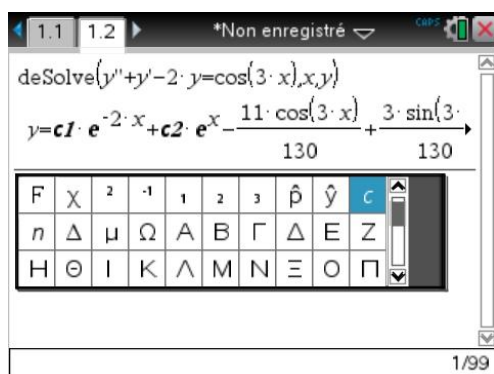 1.1 1.2 *Non enregistré CAPS
deSolve(y''+y'−2· y=cos(3· x),x,y)
y=c1· e^-2· x+c2· e^x− 11· cos(3· x)/130 + 3· sin(3·/130
F χ ² ⁻¹ ₁ ₂ ₃ p̂ ŷ c
n Δ μ Ω Α Β Γ Δ Ε Ζ
Η Θ Ι Κ Λ Μ Ν Ξ Ο Π
1/99